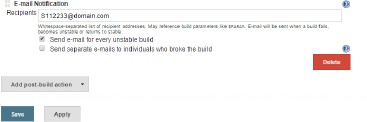 E-mail Notification
Recipients S112233@domain.com
Whitespace-separated list of recipient addresses. May reference build parameters like $PARAM. E-mail will be sent when a build fails,
becomes unstable or returns to stable.
Send e-mail for every unstable build
Send separate e-mails to individuals who broke the build
Delete
Add post-build action
Save Apply